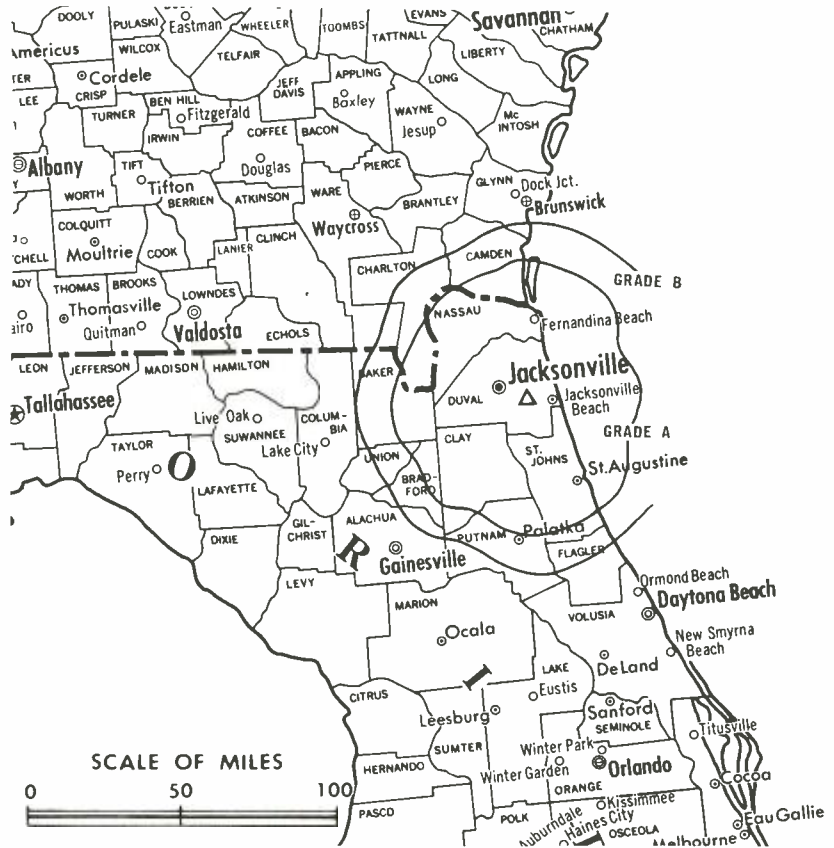 DOOLY
PULASKI
Eastman
WHEELER
TOOMBS
EVANS
TATTNALL
Savannah
CHATHAM
Americus
WILCOX
TELFAIR
LIBERTY
Cordele
CRISP
LEE
JEFF
DAVIS
APPLING
Baxley
LONG
TURNER
BEN HILL
Fitzgerald
IRWIN
COFFEE
Douglas
BACON
WAYNE
Jesup
Mc
INTOSH
Albany
TIFT
Tifton
PIERCE
WORTH
BERRIEN
ATKINSON
WARE
BRANTLEY
GLYNN
Dock Jct.
Brunswick
COLQUITT
Moultrie
COOK
LANIER
CLINCH
Waycross
CHARLTON
CAMDEN
GRADE B
THOMAS
BROOKS
LOWNDES
Thomasville
Quitman
Valdosta
ECHOLS
NASSAU
Fernandina Beach
LEON
JEFFERSON
MADISON
HAMILTON
BAKER
Jacksonville
DUVAL
Jacksonville
Beach
Tallahassee
Live Oak
SUWANNEE
COLUM-
BIA
Lake City
TAYLOR
Perry
O
LAFAYETTE
UNION
BRAD-
FORD
CLAY
ST.
JOHNS
GRADE A
St. Augustine
DIXIE
GIL-
CHRIST
ALACHUA
R
Gainesville
PUTNAM
Palatka
FLAGLER
LEVY
MARION
Ocala
Ormond Beach
Daytona Beach
VOLUSIA
New Smyrna
Beach
DeLand
I
LAKE
Eustis
CITRUS
Leesburg
Sanford
SEMINOLE
Titusville
SUMTER
Winter Park
Winter Garden
Orlando
ORANGE
HERNANDO
Cocoa
PASCO
POLK
Auburndale
Haines City
Kissimmee
OSCEOLA
Eau Gallie
Melbourne
SCALE OF MILES
0 50 100